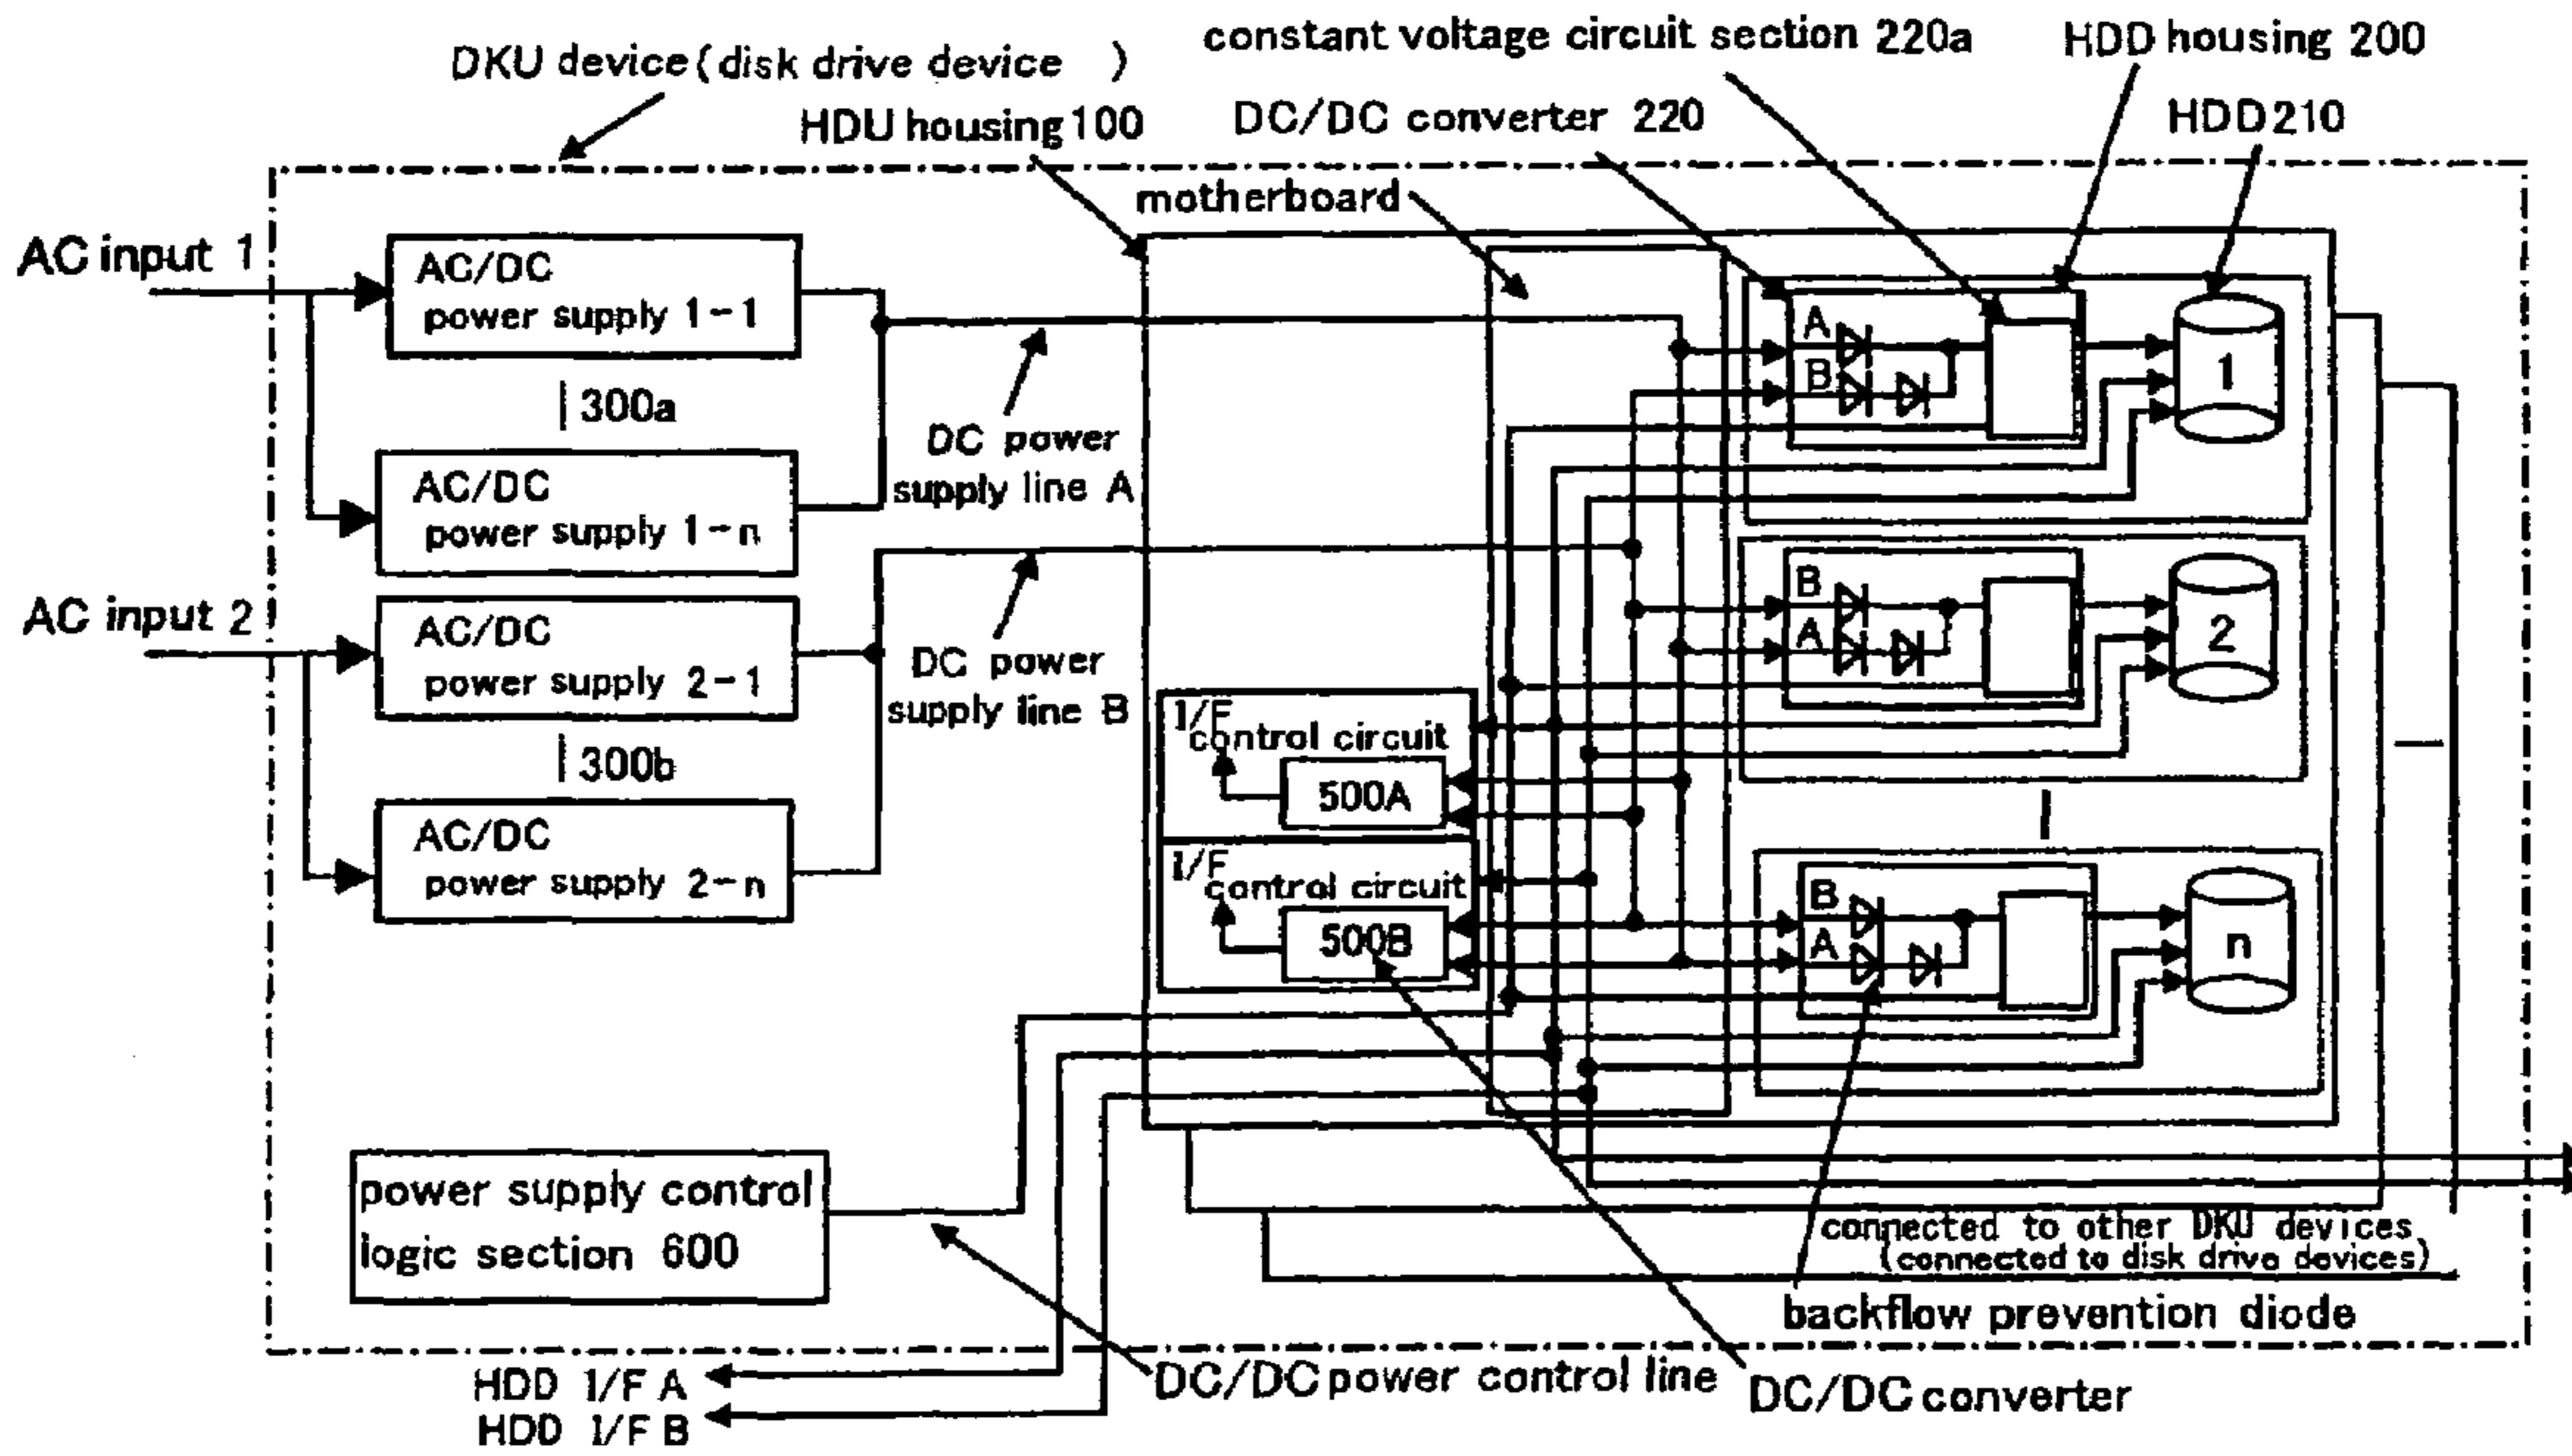 constant voltage circuit section 220a
HDD housing 200
DKU device(disk drive device )
HDU housing 100
DC/DC converter 220
HDD 210
motherboard
AC input 1
AC/DC
power supply 1-1
300a
AC/DC
power supply 1-n
DC power
supply line A
AC input 2
AC/DC
power supply 2-1
300b
AC/DC
power supply 2-n
DC power
supply line B
A
B
1
B
A
2
B
A
n
I/F
control circuit
500A
I/F
control circuit
500B
power supply control
logic section 600
connected to other DKU devices
(connected to disk drive devices)
backflow prevention diode
HDD I/F A
HDD I/F B
DC/DC power control line
DC/DC converter